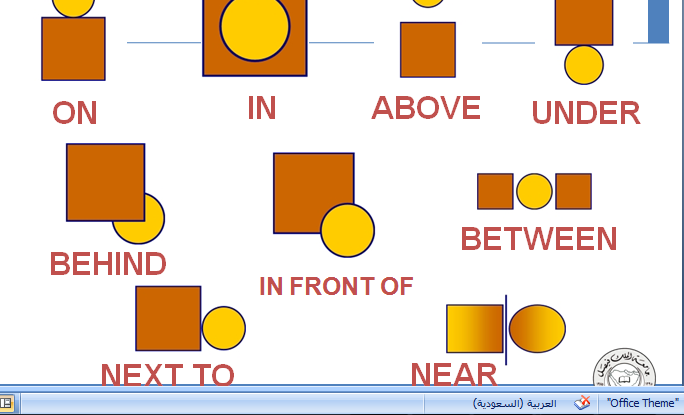 ON IN ABOVE UNDER
BEHIND IN FRONT OF BETWEEN
NEXT TO NEAR
العربية (السعودية) "Office Theme"